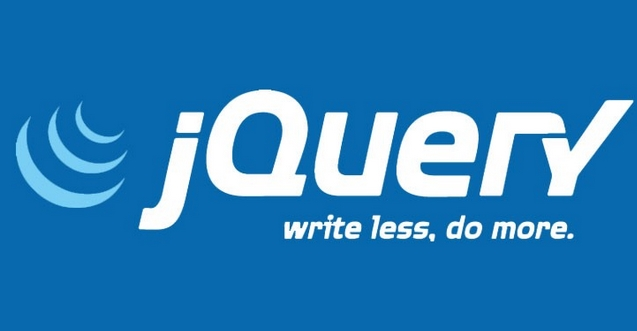 jQuery
write less, do more.